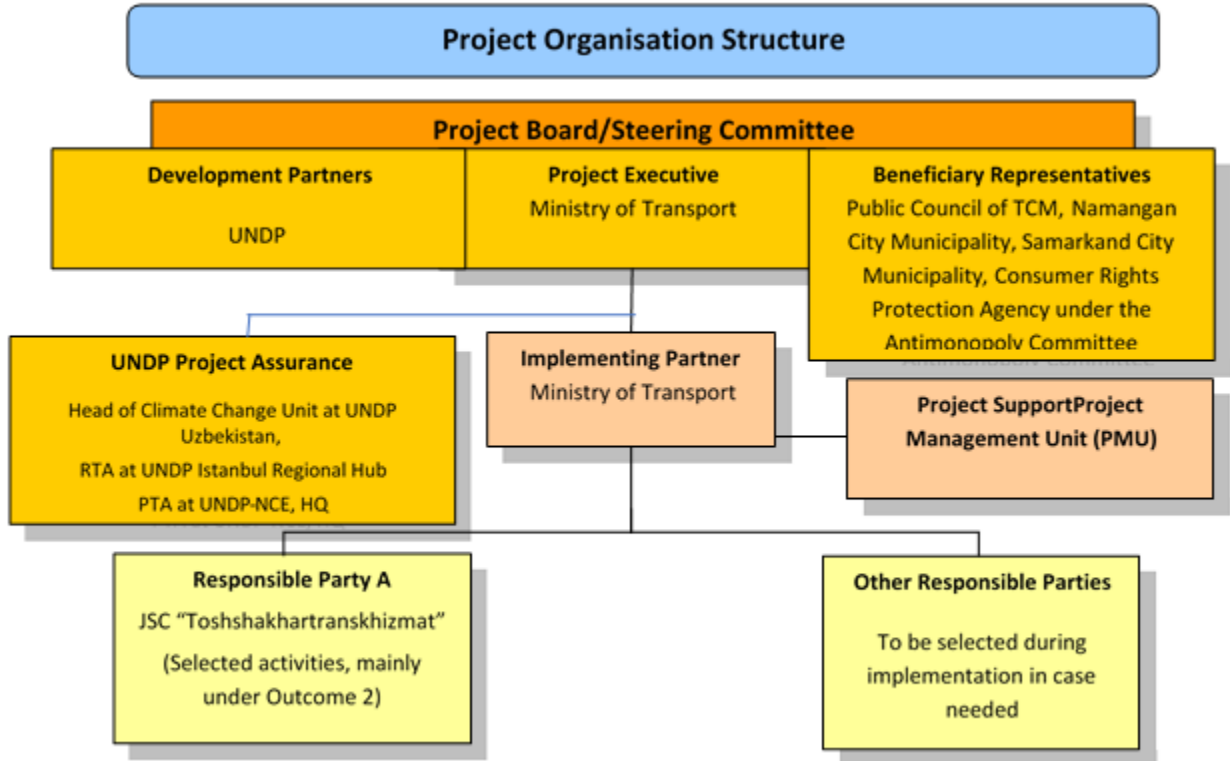 Project Organisation Structure
Project Board/Steering Committee
Development Partners
UNDP
Project Executive
Ministry of Transport
Beneficiary Representatives
Public Council of TCM, Namangan
City Municipality, Samarkand City
Municipality, Consumer Rights
Protection Agency under the
Antimonopoly Committee
UNDP Project Assurance
Head of Climate Change Unit at UNDP
Uzbekistan,
RTA at UNDP Istanbul Regional Hub
PTA at UNDP-NCE, HQ
Implementing Partner
Ministry of Transport
Project SupportProject
Management Unit (PMU)
Responsible Party A
JSC “Toshshakhartranskhizmat”
(Selected activities, mainly
under Outcome 2)
Other Responsible Parties
To be selected during
implementation in case
needed